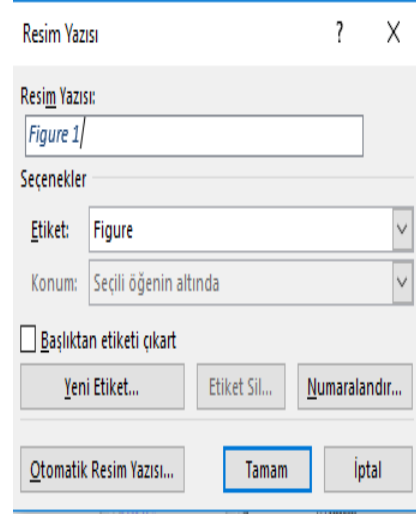 Resim Yazısı ? X
Resim Yazısı:
Figure 1
Seçenekler
Etiket: Figure
Konum: Seçili öğenin altında
Başlıktan etiketi çıkart
Yeni Etiket... Etiket Sil... Numaralandır...
Otomatik Resim Yazısı... Tamam İptal